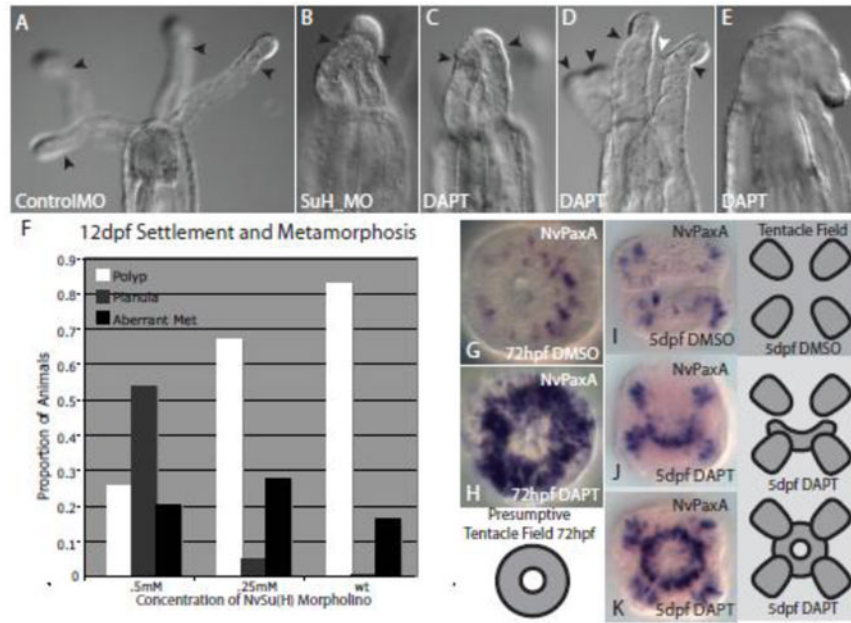 A
B
C
D
E
ControlMO
SuH_MO
DAPT
DAPT
DAPT
F
12dpf Settlement and Metamorphosis
0.9
0.8
0.7
0.6
0.5
0.4
0.3
0.2
0.1
0
Polyp
Planula
Aberrant Met
Proportion of Animals
.5mM
.25mM
wt
Concentration of NvSu(H) Morpholino
NvPaxA
G
72hpf DMSO
NvPaxA
H
72hpf DAPT
Presumptive
Tentacle Field 72hpf
NvPaxA
I
5dpf DMSO
NvPaxA
J
5dpf DAPT
NvPaxA
K
5dpf DAPT
Tentacle Field
5dpf DMSO
5dpf DAPT
5dpf DAPT